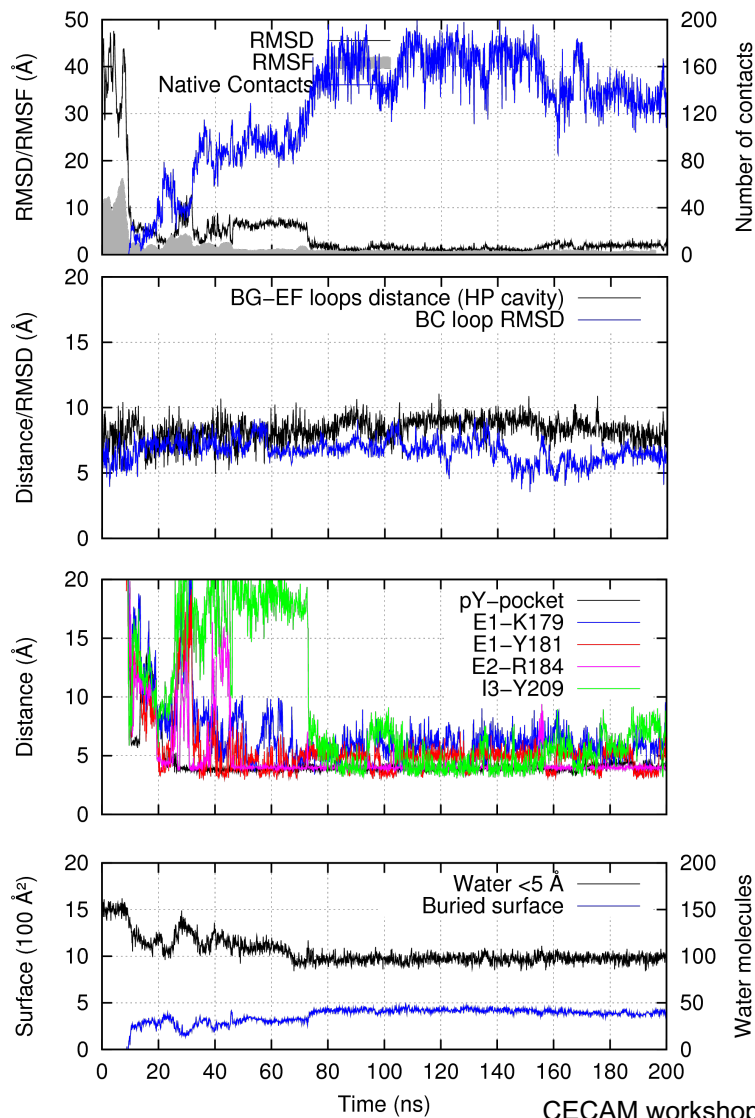 50
40
30
20
10
0
RMSD/RMSF (Å)
RMSD
RMSF
Native Contacts
200
160
120
80
40
0
Number of contacts
20
15
10
5
0
Distance/RMSD (Å)
BG−EF loops distance (HP cavity)
BC loop RMSD
20
15
10
5
0
Distance (Å)
pY−pocket
E1−K179
E1−Y181
E2−R184
I3−Y209
20
15
10
5
0
Surface (100 Å²)
Water <5 Å
Buried surface
200
150
100
50
0
Water molecules
0 20 40 60 80 100 120 140 160 180 200
Time (ns)
CECAM workshop